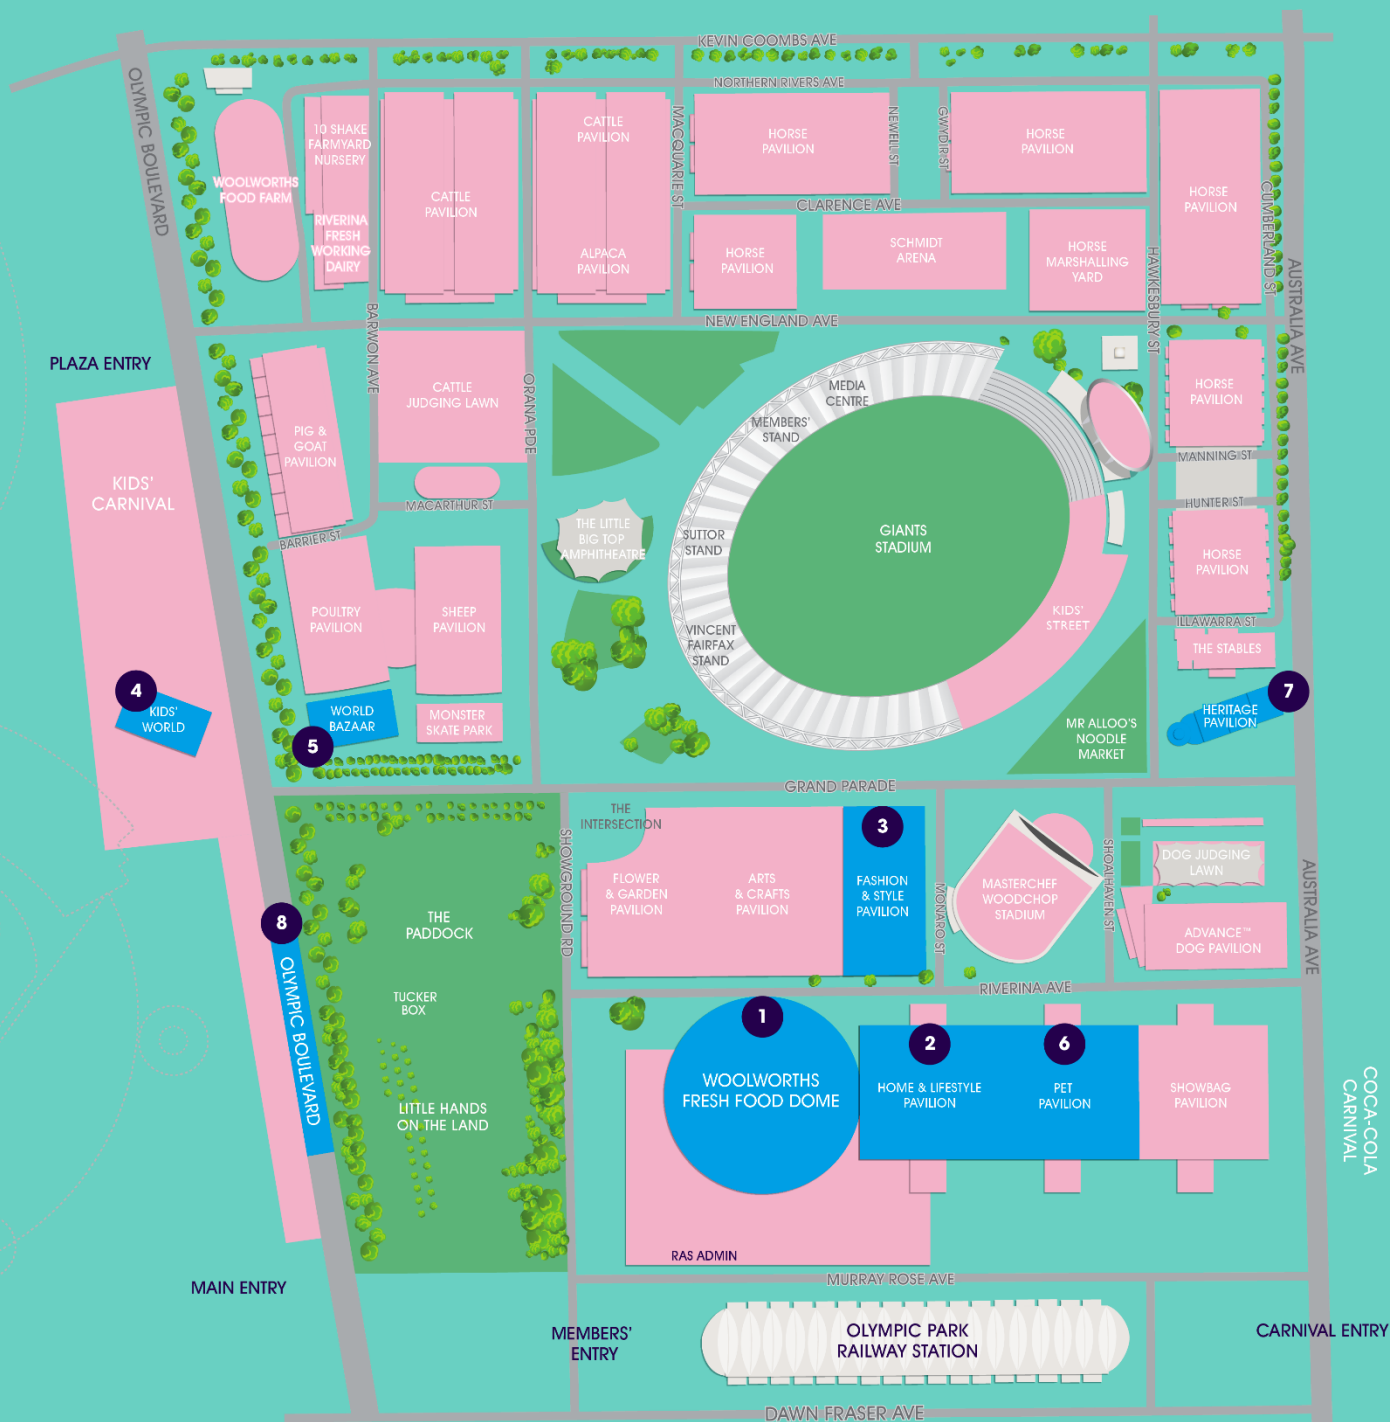 KEVIN COOMBS AVE
OLYMPIC BOULEVARD
NORTHERN RIVERS AVE
10 SHAKE
FARMYARD
NURSERY
WOOLWORTHS
FOOD FARM
RIVERINA
FRESH
WORKING
DAIRY
CATTLE
PAVILION
CATTLE
PAVILION
ALPACA
PAVILION
MACQUARIE ST
HORSE
PAVILION
NEWELL ST
GWYDIR ST
HORSE
PAVILION
HORSE
PAVILION
CUMBERLAND ST
CLARENCE AVE
HORSE
PAVILION
SCHMIDT
ARENA
HORSE
MARSHALLING
YARD
HAWKESBURY ST
AUSTRALIA AVE
NEW ENGLAND AVE
PLAZA ENTRY
BARWON AVE
CATTLE
JUDGING LAWN
ORANA PDE
MEDIA
CENTRE
MEMBERS'
STAND
HORSE
PAVILION
PIG &
GOAT
PAVILION
MANNING ST
KIDS'
CARNIVAL
MACARTHUR ST
HUNTER ST
BARRIER ST
THE LITTLE
BIG TOP
AMPHITHEATRE
SUTTOR
STAND
GIANTS
STADIUM
HORSE
PAVILION
POULTRY
PAVILION
SHEEP
PAVILION
VINCENT
FAIRFAX
STAND
KIDS'
STREET
ILLAWARRA ST
THE STABLES
4
KIDS'
WORLD
WORLD
BAZAAR
5
MONSTER
SKATE PARK
MR ALLOO'S
NOODLE
MARKET
7
HERITAGE
PAVILION
GRAND PARADE
THE
INTERSECTION
SHOWGROUND RD
FLOWER
& GARDEN
PAVILION
ARTS
& CRAFTS
PAVILION
3
FASHION
& STYLE
PAVILION
MONARO ST
MASTERCHEF
WOODCHOP
STADIUM
SHOALHAVEN ST
DOG JUDGING
LAWN
ADVANCE™
DOG PAVILION
AUSTRALIA AVE
8
OLYMPIC BOULEVARD
THE
PADDOCK
TUCKER
BOX
LITTLE HANDS
ON THE LAND
RIVERINA AVE
1
WOOLWORTHS
FRESH FOOD DOME
2
HOME & LIFESTYLE
PAVILION
6
PET
PAVILION
SHOWBAG
PAVILION
COCA-COLA
CARNIVAL
RAS ADMIN
MURRAY ROSE AVE
MAIN ENTRY
MEMBERS'
ENTRY
OLYMPIC PARK
RAILWAY STATION
CARNIVAL ENTRY
DAWN FRASER AVE